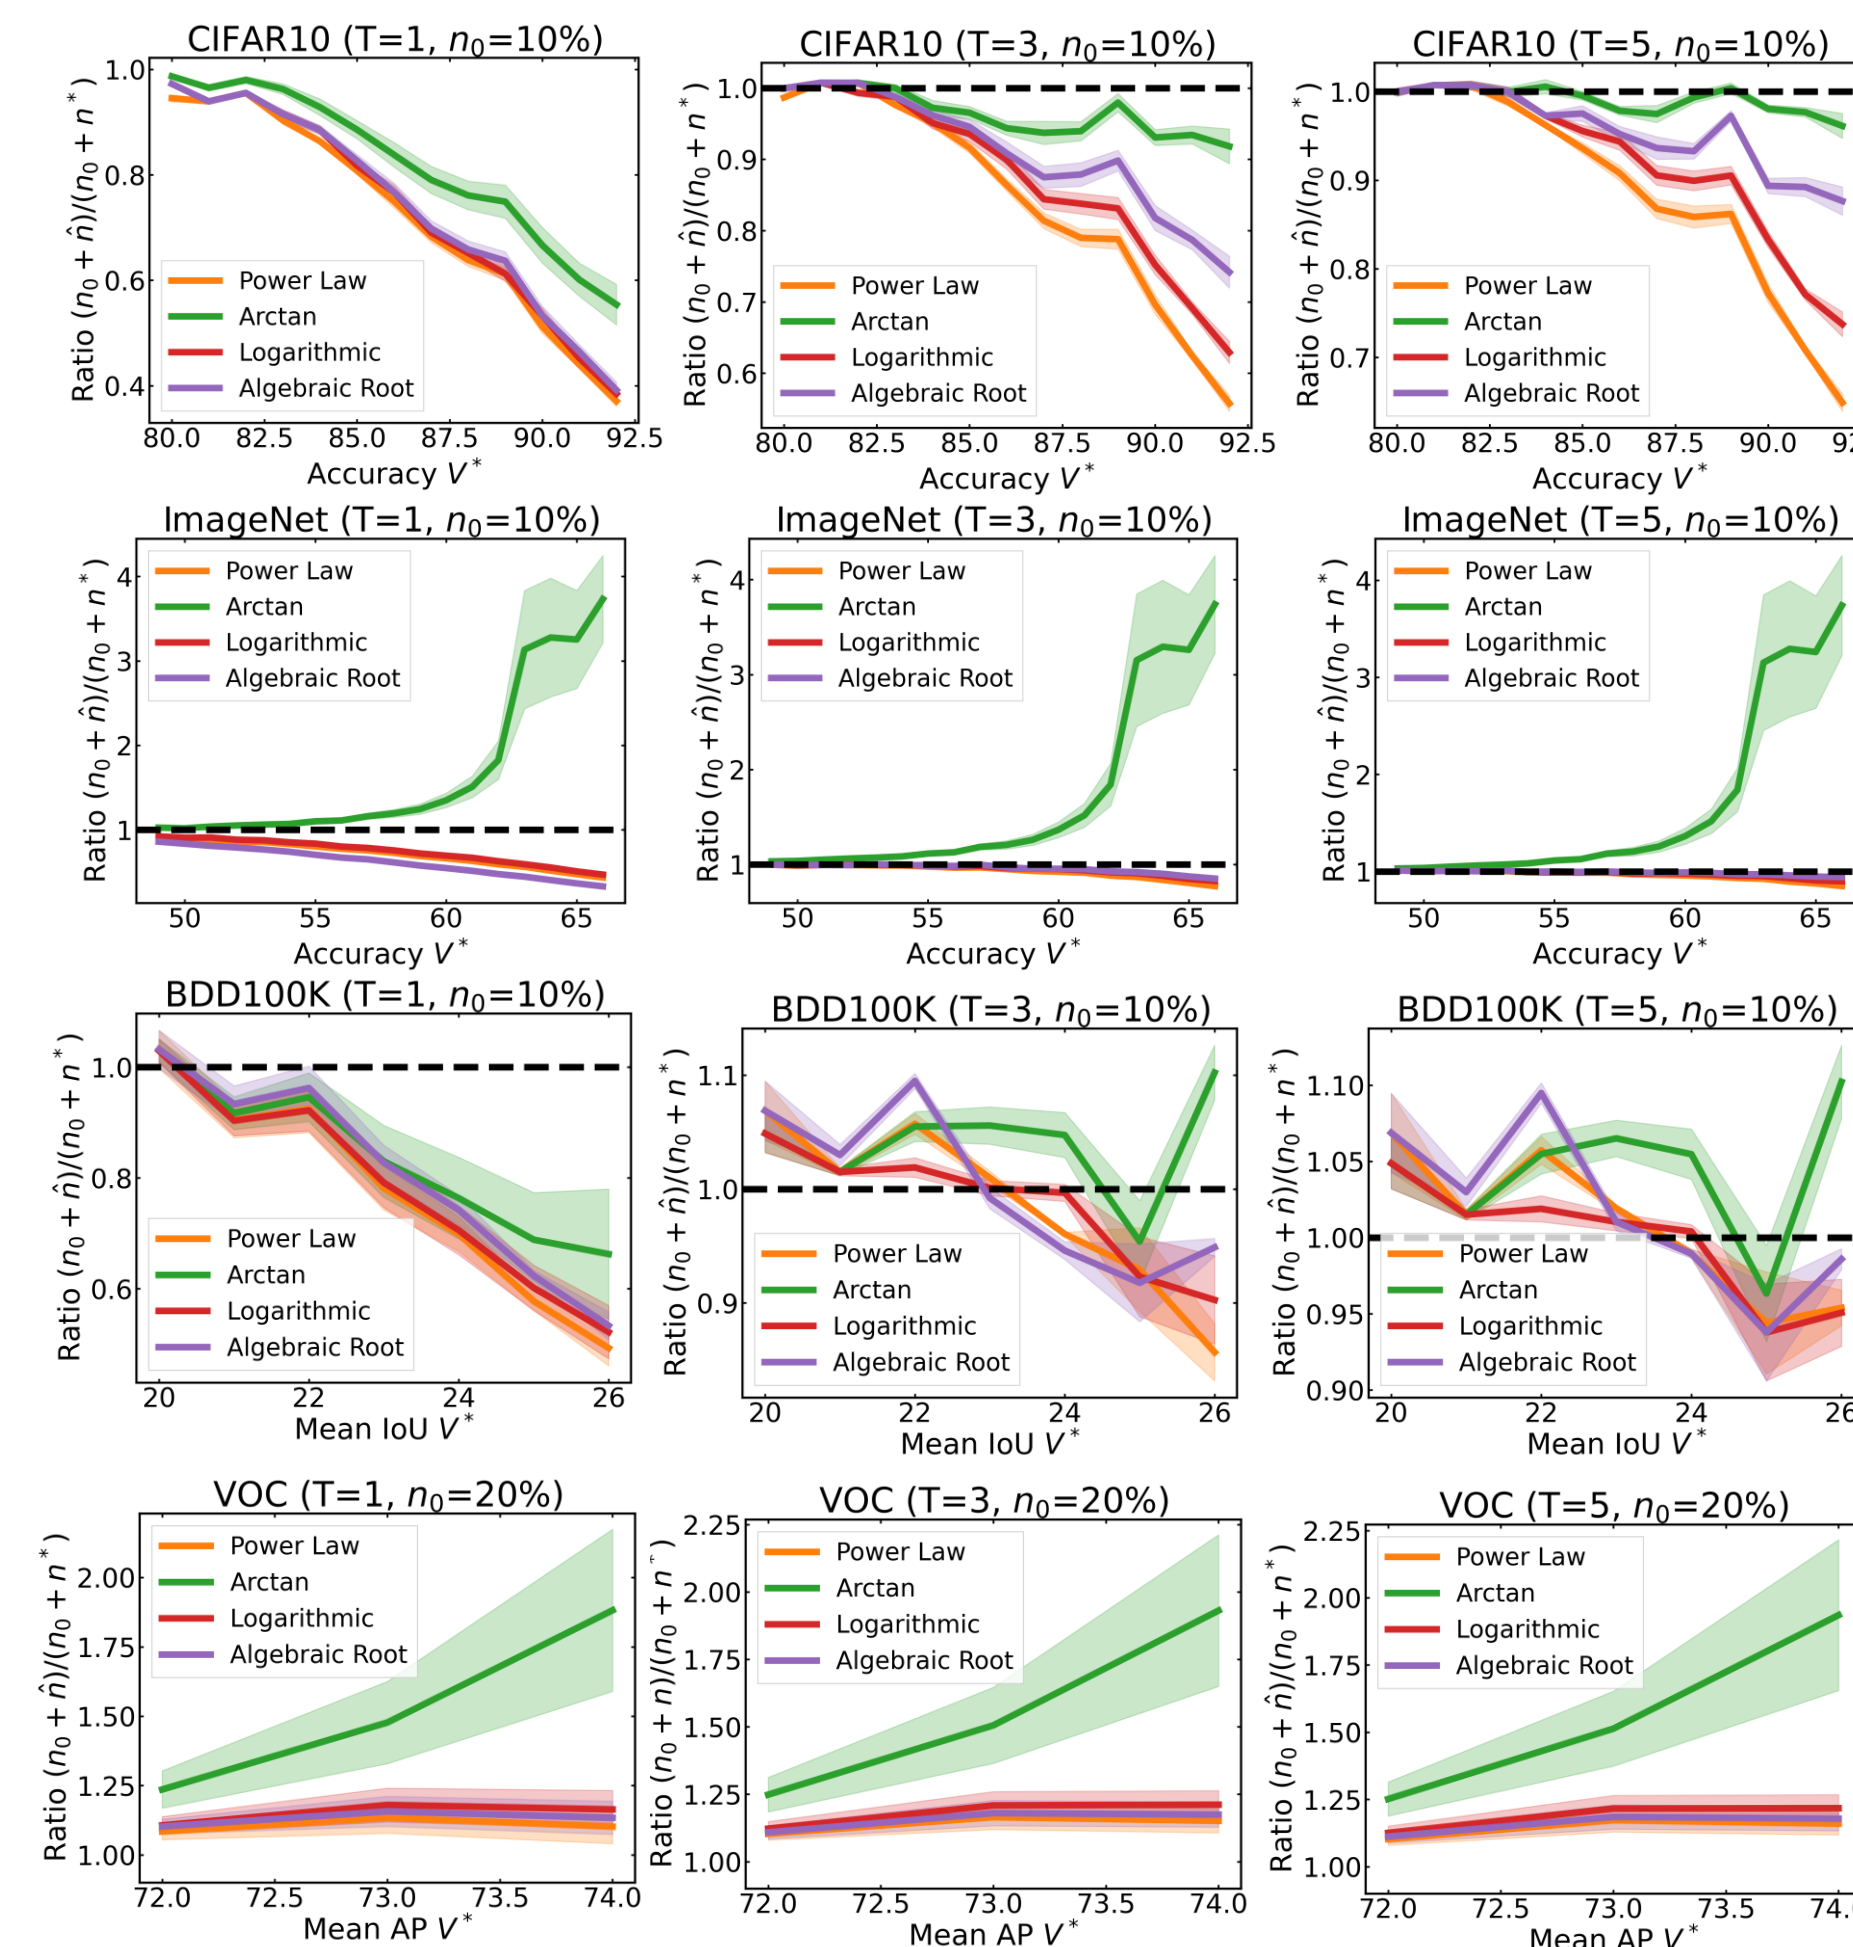 CIFAR10 (T=1, n₀=10%)
Ratio (n₀ + n̂)/(n₀ + n*)
1.0
0.8
0.6
0.4
Power Law
Arctan
Logarithmic
Algebraic Root
80.0 82.5 85.0 87.5 90.0 92.5
Accuracy V*
CIFAR10 (T=3, n₀=10%)
Ratio (n₀ + n̂)/(n₀ + n*)
1.0
0.9
0.8
0.7
0.6
Power Law
Arctan
Logarithmic
Algebraic Root
80.0 82.5 85.0 87.5 90.0 92.5
Accuracy V*
CIFAR10 (T=5, n₀=10%)
Ratio (n₀ + n̂)/(n₀ + n*)
1.0
0.9
0.8
0.7
Power Law
Arctan
Logarithmic
Algebraic Root
80.0 82.5 85.0 87.5 90.0
Accuracy V*
ImageNet (T=1, n₀=10%)
Ratio (n₀ + n̂)/(n₀ + n*)
4
3
2
1
Power Law
Arctan
Logarithmic
Algebraic Root
50 55 60 65
Accuracy V*
ImageNet (T=3, n₀=10%)
Ratio (n₀ + n̂)/(n₀ + n*)
4
3
2
1
Power Law
Arctan
Logarithmic
Algebraic Root
50 55 60 65
Accuracy V*
ImageNet (T=5, n₀=10%)
Ratio (n₀ + n̂)/(n₀ + n*)
4
3
2
1
Power Law
Arctan
Logarithmic
Algebraic Root
50 55 60 65
Accuracy V*
BDD100K (T=1, n₀=10%)
Ratio (n₀ + n̂)/(n₀ + n*)
1.0
0.8
0.6
Power Law
Arctan
Logarithmic
Algebraic Root
20 22 24 26
Mean IoU V*
BDD100K (T=3, n₀=10%)
Ratio (n₀ + n̂)/(n₀ + n*)
1.1
1.0
0.9
Power Law
Arctan
Logarithmic
Algebraic Root
20 22 24 26
Mean IoU V*
BDD100K (T=5, n₀=10%)
Ratio (n₀ + n̂)/(n₀ + n*)
1.10
1.05
1.00
0.95
0.90
Power Law
Arctan
Logarithmic
Algebraic Root
20 22 24 26
Mean IoU V*
VOC (T=1, n₀=20%)
Ratio (n₀ + n̂)/(n₀ + n*)
2.00
1.75
1.50
1.25
1.00
Power Law
Arctan
Logarithmic
Algebraic Root
72.0 72.5 73.0 73.5 74.0
Mean AP V*
VOC (T=3, n₀=20%)
Ratio (n₀ + n)/(n₀ + n*)
2.25
2.00
1.75
1.50
1.25
1.00
Power Law
Arctan
Logarithmic
Algebraic Root
72.0 72.5 73.0 73.5 74.0
Mean AP V*
VOC (T=5, n₀=20%)
Ratio (n₀ + n̂)/(n₀ + n*)
2.25
2.00
1.75
1.50
1.25
1.00
Power Law
Arctan
Logarithmic
Algebraic Root
72.0 72.5 73.0 73.5 74.
Mean AP V*